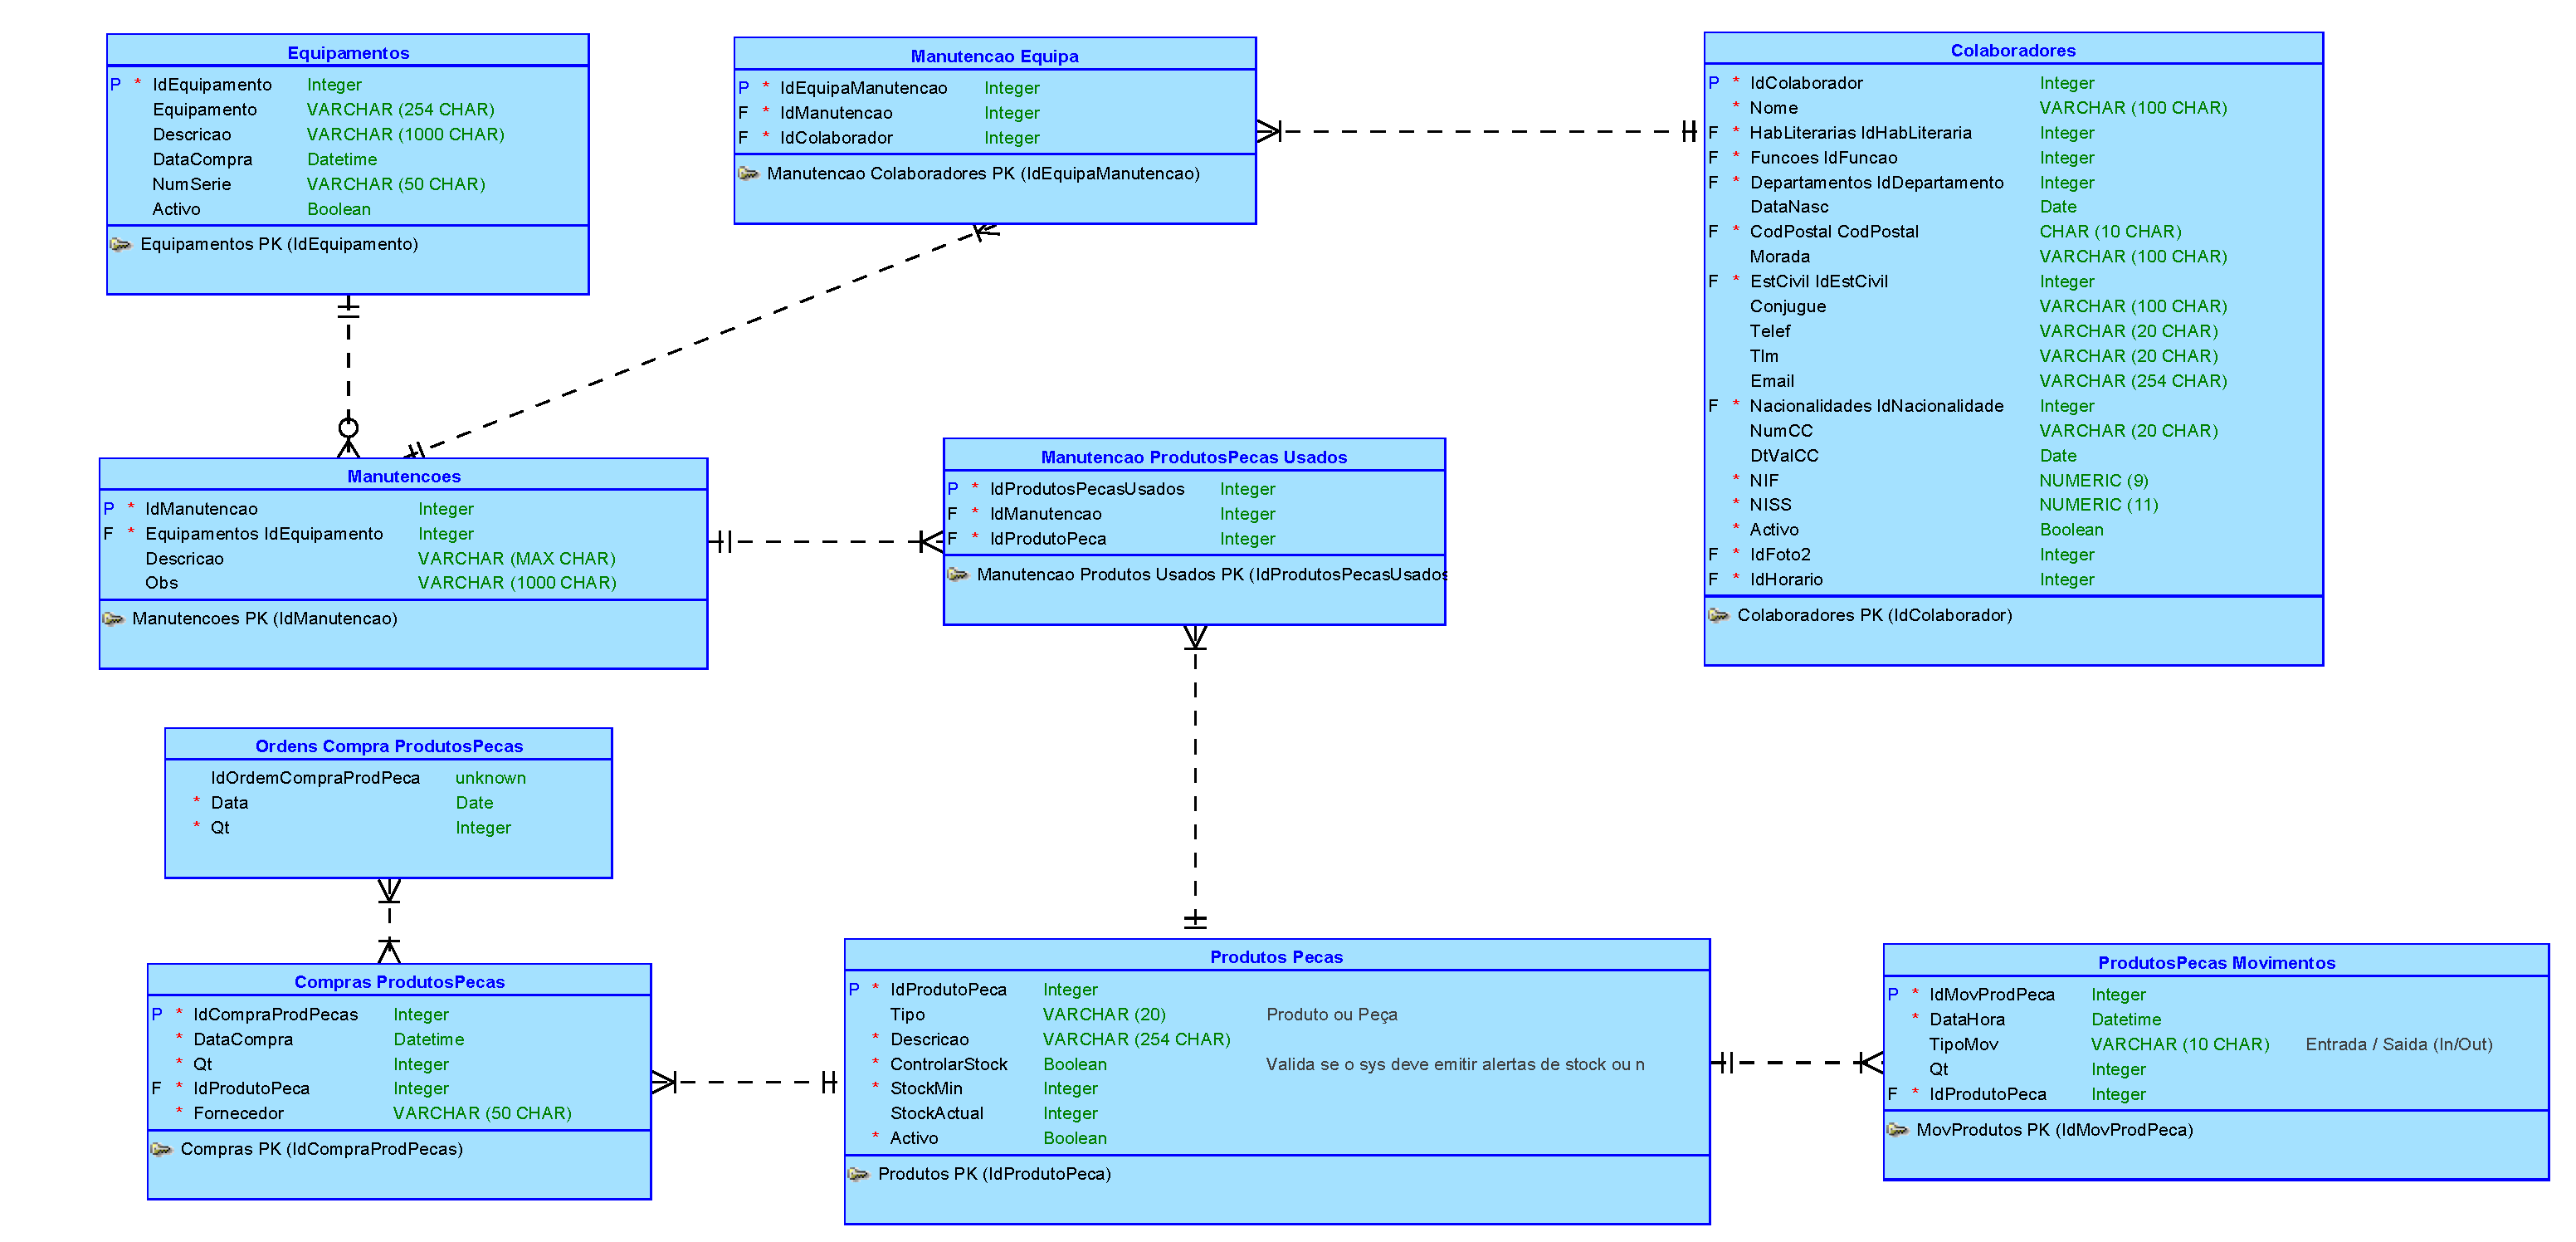 Equipamentos
P * IdEquipamento Integer
Equipamento VARCHAR (254 CHAR)
Descricao VARCHAR (1000 CHAR)
DataCompra Datetime
NumSerie VARCHAR (50 CHAR)
Activo Boolean
Equipamentos PK (IdEquipamento)
Manutencao Equipa
P * IdEquipaManutencao Integer
F * IdManutencao Integer
F * IdColaborador Integer
Manutencao Colaboradores PK (IdEquipaManutencao)
Colaboradores
P * IdColaborador Integer
* Nome VARCHAR (100 CHAR)
F * HabLiterarias IdHabLiteraria Integer
F * Funcoes IdFuncao Integer
F * Departamentos IdDepartamento Integer
DataNasc Date
F * CodPostal CodPostal CHAR (10 CHAR)
Morada VARCHAR (100 CHAR)
F * EstCivil IdEstCivil Integer
Conjugue VARCHAR (100 CHAR)
Telef VARCHAR (20 CHAR)
Tlm VARCHAR (20 CHAR)
Email VARCHAR (254 CHAR)
F * Nacionalidades IdNacionalidade Integer
NumCC VARCHAR (20 CHAR)
DtValCC Date
* NIF NUMERIC (9)
* NISS NUMERIC (11)
* Activo Boolean
F * IdFoto2 Integer
F * IdHorario Integer
Colaboradores PK (IdColaborador)
Manutencoes
P * IdManutencao Integer
F * Equipamentos IdEquipamento Integer
Descricao VARCHAR (MAX CHAR)
Obs VARCHAR (1000 CHAR)
Manutencoes PK (IdManutencao)
Manutencao ProdutosPecas Usados
P * IdProdutosPecasUsados Integer
F * IdManutencao Integer
F * IdProdutoPeca Integer
Manutencao Produtos Usados PK (IdProdutosPecasUsados
Ordens Compra ProdutosPecas
IdOrdemCompraProdPeca unknown
* Data Date
* Qt Integer
Compras ProdutosPecas
P * IdCompraProdPecas Integer
* DataCompra Datetime
* Qt Integer
F * IdProdutoPeca Integer
* Fornecedor VARCHAR (50 CHAR)
Compras PK (IdCompraProdPecas)
Produtos Pecas
P * IdProdutoPeca Integer
Tipo VARCHAR (20) Produto ou Peça
* Descricao VARCHAR (254 CHAR)
* ControlarStock Boolean Valida se o sys deve emitir alertas de stock ou n
* StockMin Integer
StockActual Integer
* Activo Boolean
Produtos PK (IdProdutoPeca)
ProdutosPecas Movimentos
P * IdMovProdPeca Integer
* DataHora Datetime
TipoMov VARCHAR (10 CHAR) Entrada / Saida (In/Out)
Qt Integer
F * IdProdutoPeca Integer
MovProdutos PK (IdMovProdPeca)